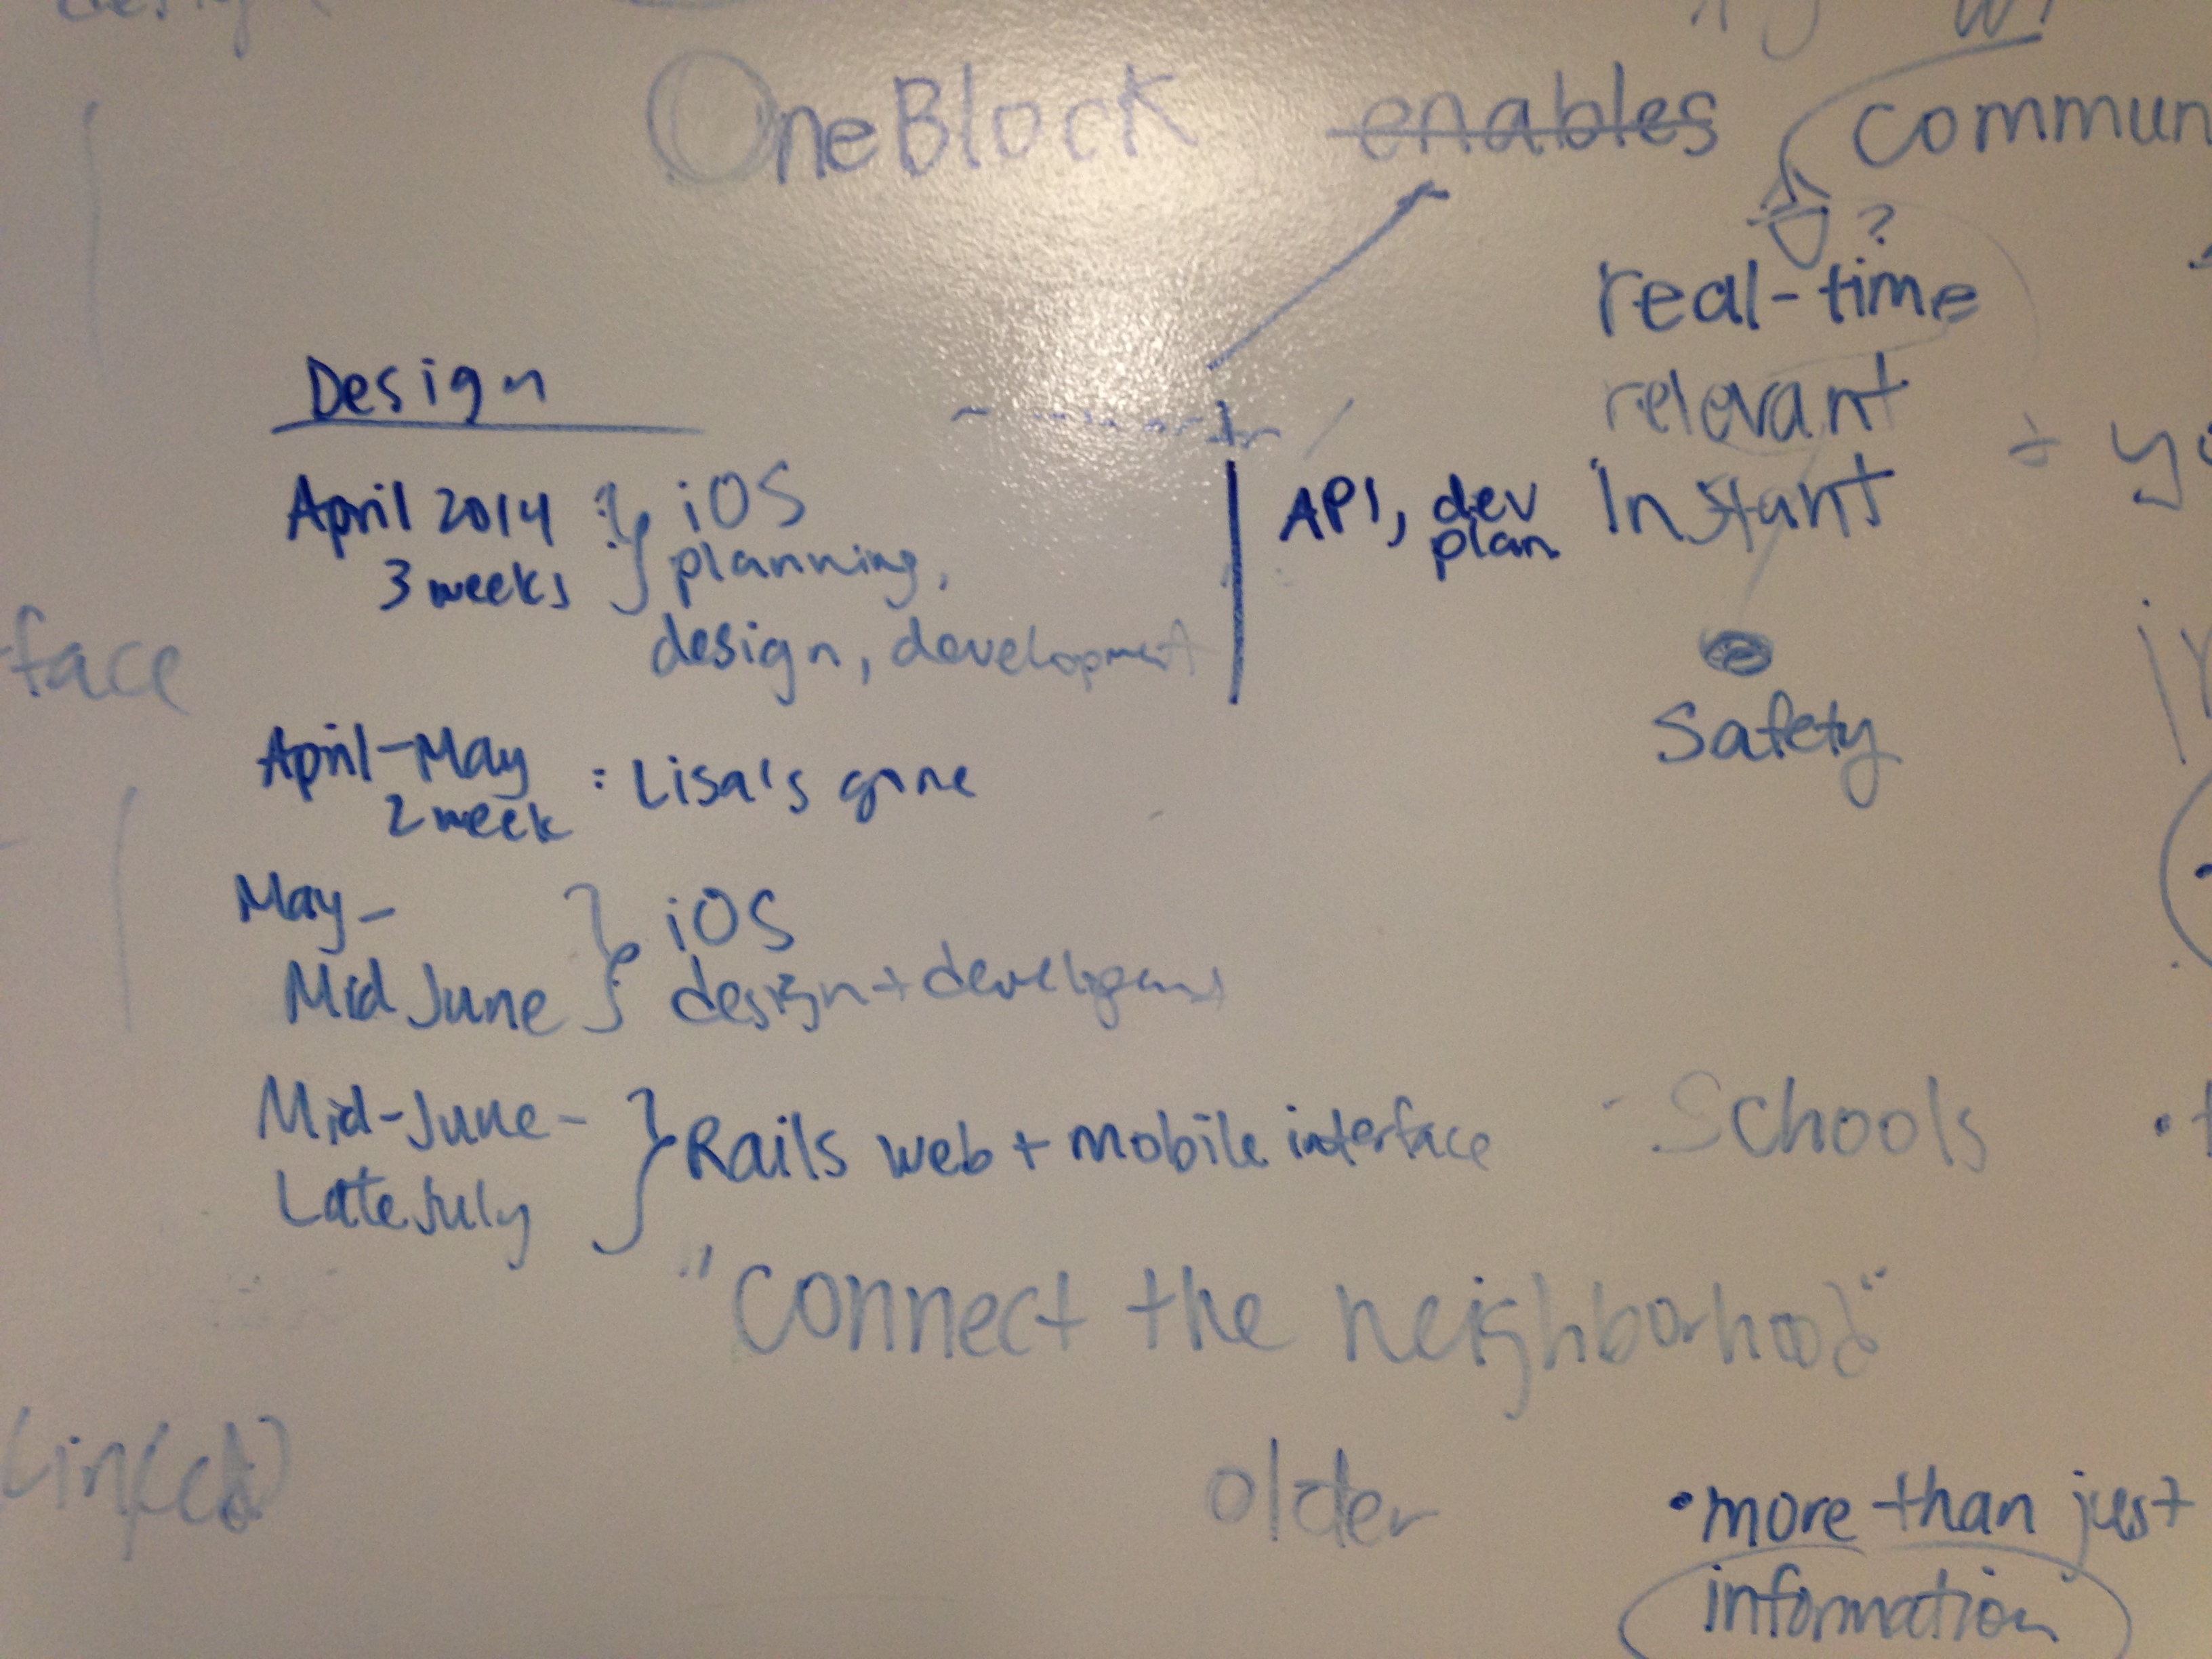 OneBlock enables commun
?
real-time
relevant
Instant
Safety
Design
April 2014
3 weeks
iOS
planning,
design, development
API, dev
plan
April-May
2 week
: Lisa's gone
May-
Mid June
iOS
design + development
Mid-June-
Late July
Rails web + mobile interface
face
- Schools
"Connect the neighborhood"
older
• more than just
information